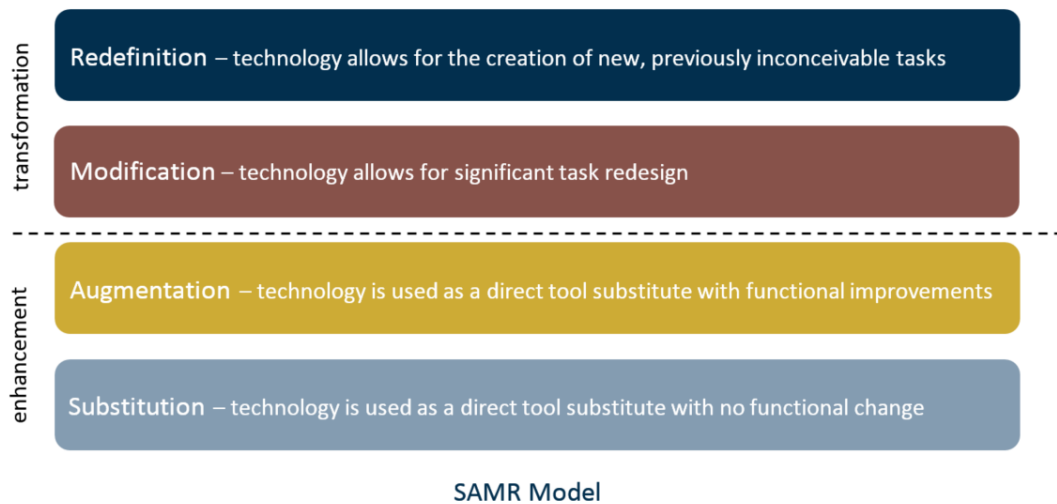 transformation
Redefinition – technology allows for the creation of new, previously inconceivable tasks
Modification – technology allows for significant task redesign
enhancement
Augmentation – technology is used as a direct tool substitute with functional improvements
Substitution – technology is used as a direct tool substitute with no functional change
SAMR Model